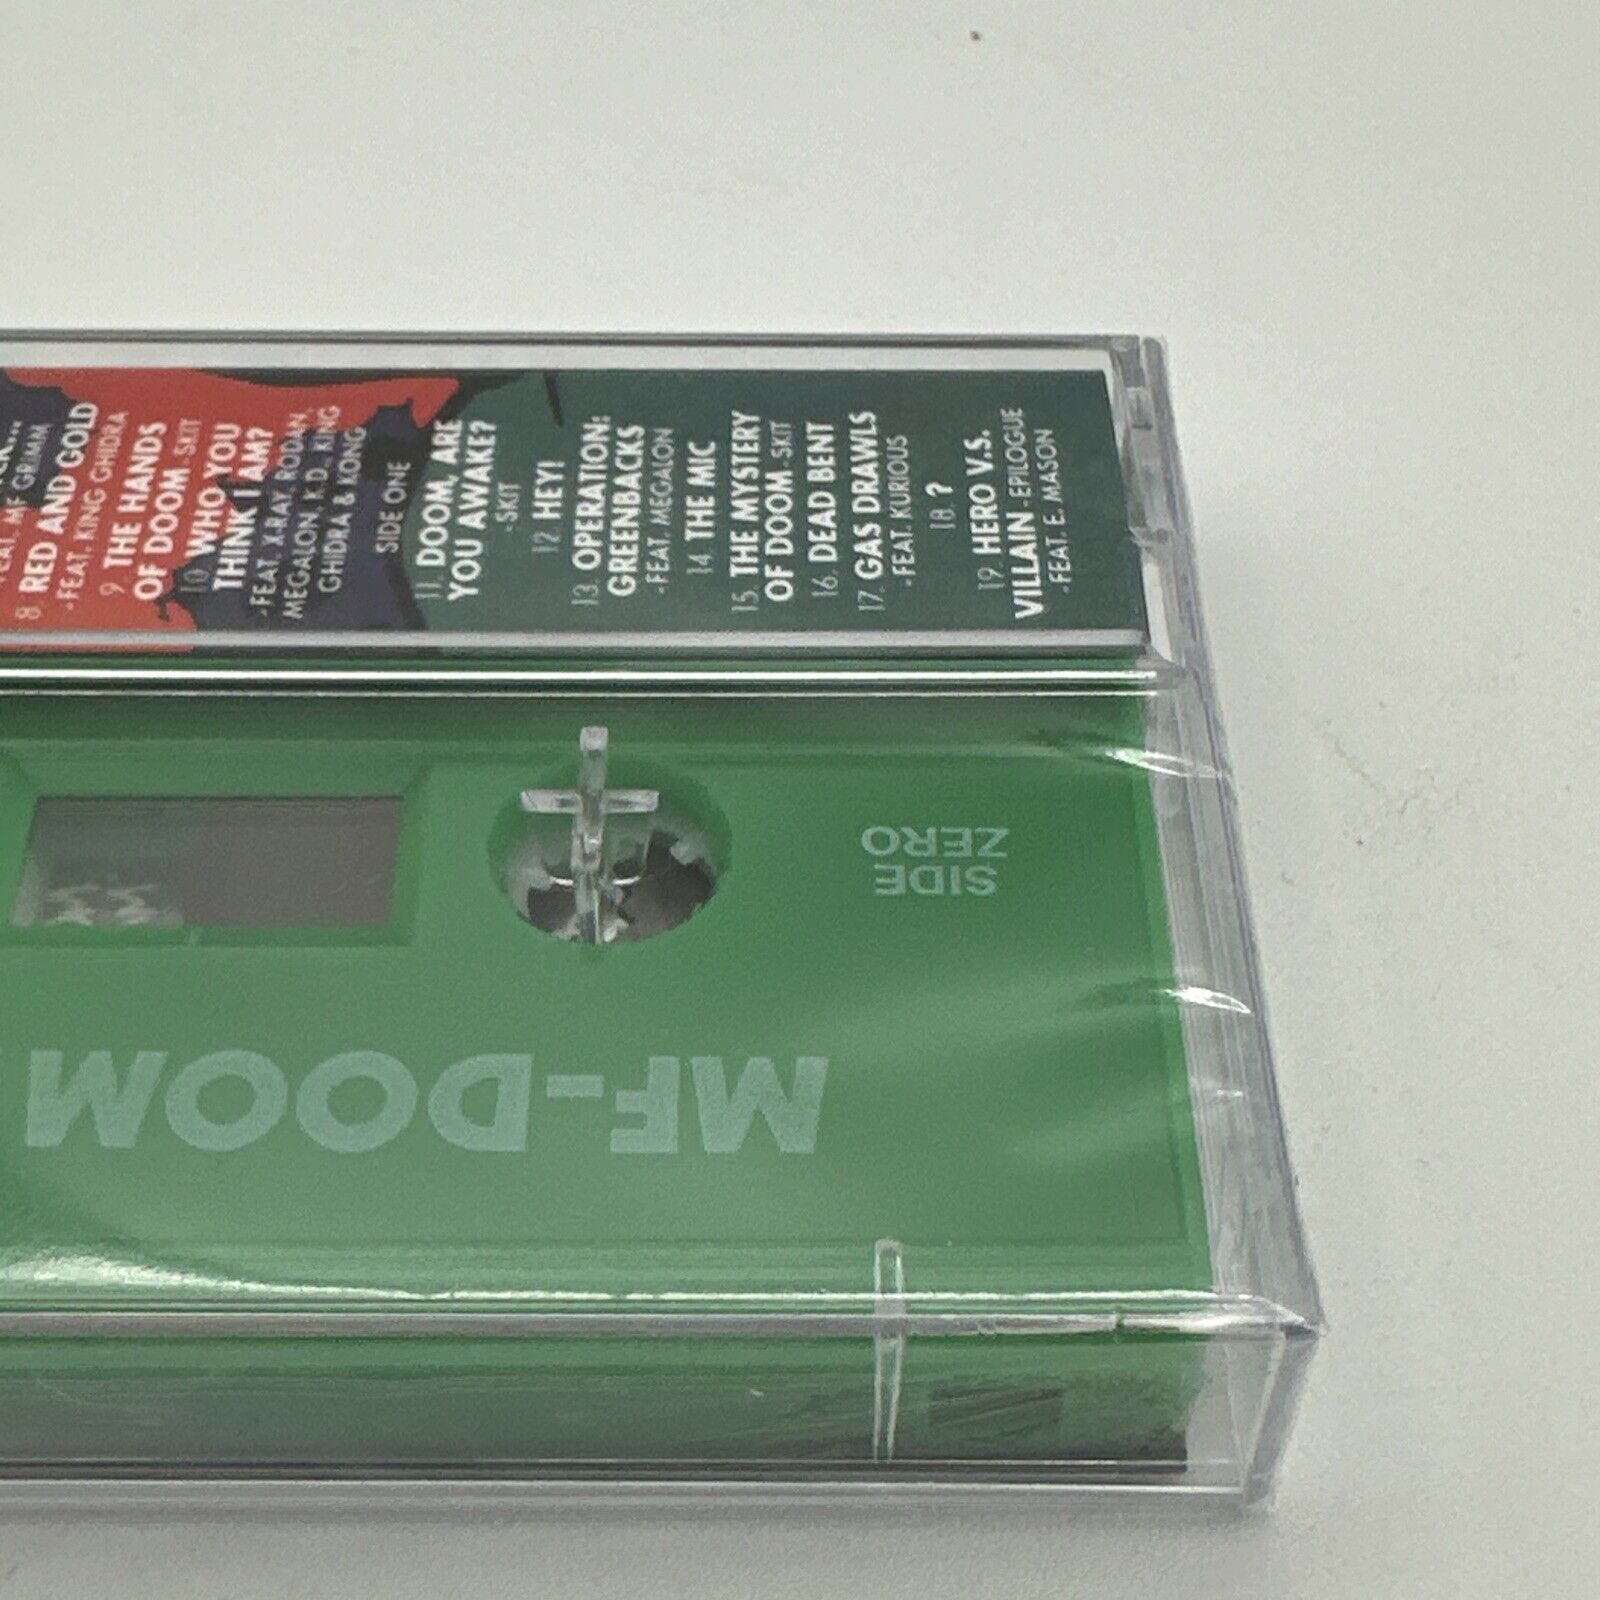 -FEAT. MF GRIMM
8. RED AND GOLD
-FEAT. KING GHIDRA
9. THE HANDS
OF DOOM -SKIT
10. WHO YOU
THINK I AM?
-FEAT. X-RAY, RODAN,
MEGALON, K.D., KING
GHIDRA & KONG
SIDE ONE
11. DOOM, ARE
YOU AWAKE?
-SKIT
12. HEY!
13. OPERATION:
GREENBACKS
-FEAT. MEGALON
14. THE MIC
15. THE MYSTERY
OF DOOM -SKIT
16. DEAD BENT
17. GAS DRAWLS
-FEAT. KURIOUS
18. ?
19. HERO V.S.
VILLAIN -EPILOGUE
-FEAT. E. MASON
SIDE
ZERO
MF-DOOM